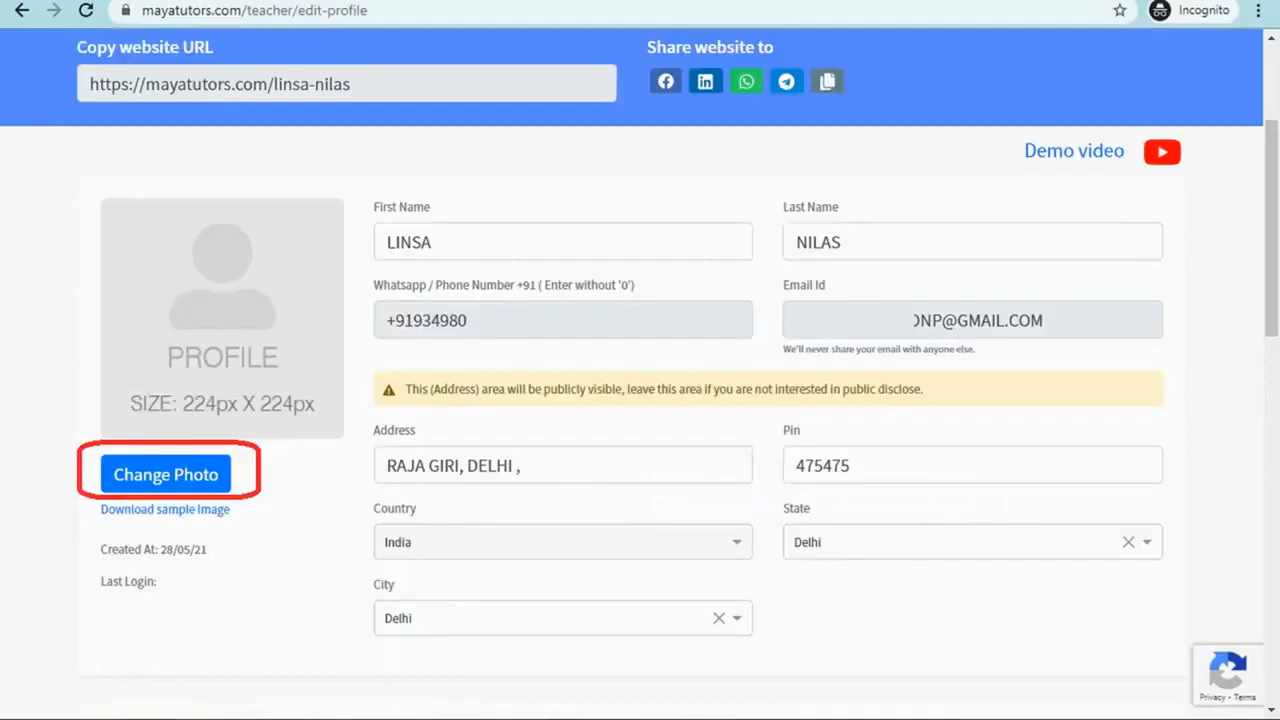 mayatutors.com/teacher/edit-profile
Incognito
Copy website URL
Share website to
https://mayatutors.com/linsa-nilas
Demo video
PROFILE
SIZE: 224px X 224px
Change Photo
Download sample Image
Created At: 28/05/21
Last Login:
First Name
Last Name
LINSA
NILAS
Whatsapp / Phone Number +91 ( Enter without '0')
Email Id
+91934980
NP@GMAIL.COM
We'll never share your email with anyone else.
This (Address) area will be publicly visible, leave this area if you are not interested in public disclose.
Address
Pin
RAJA GIRI, DELHI ,
475475
Country
State
India
Delhi
City
Delhi
Privacy - Terms